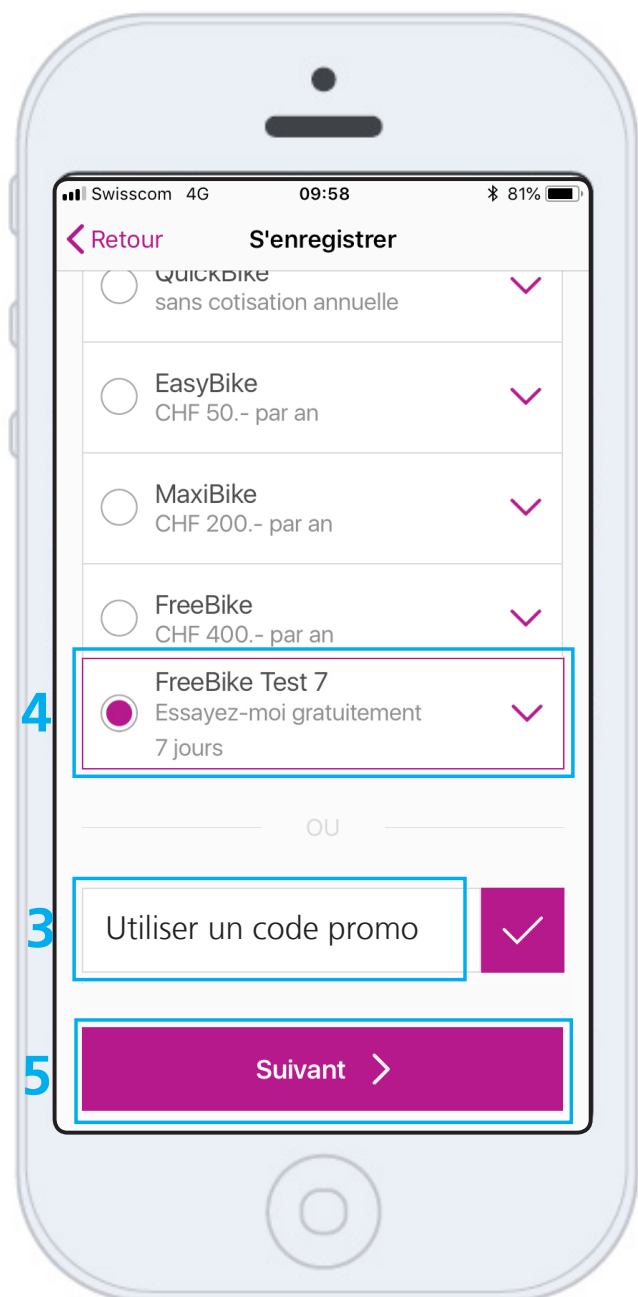 Swisscom 4G 09:58 81%
Retour S'enregistrer
QuickBike
sans cotisation annuelle
EasyBike
CHF 50.- par an
MaxiBike
CHF 200.- par an
FreeBike
CHF 400.- par an
FreeBike Test 7
4 Essayez-moi gratuitement
7 jours
OU
3 Utiliser un code promo
5 Suivant